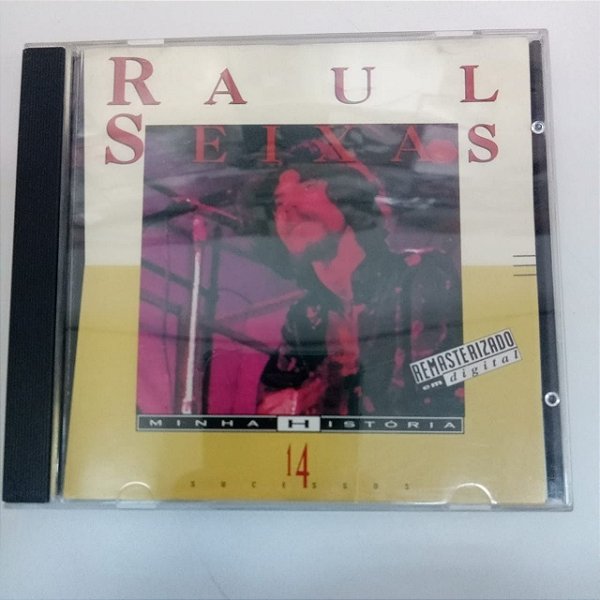 RAUL
SEIXAS
REMASTERIZADO
em digital
MINHA HISTÓRIA
14
SUCESSOS